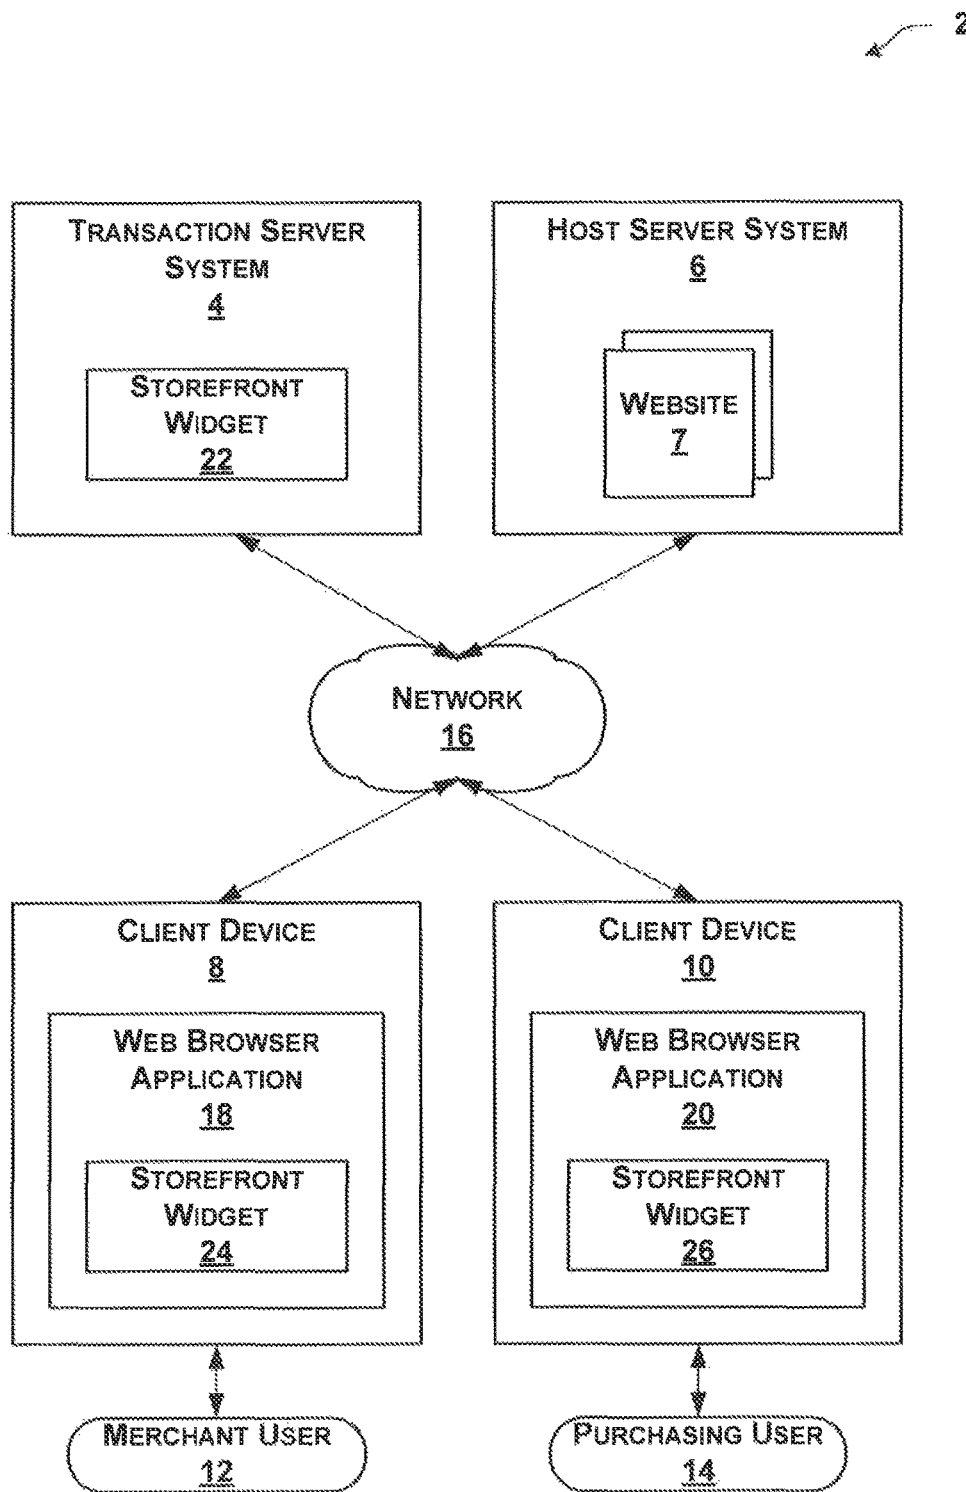 2
TRANSACTION SERVER
SYSTEM
4
STOREFRONT
WIDGET
22
HOST SERVER SYSTEM
6
WEBSITE
7
NETWORK
16
CLIENT DEVICE
8
WEB BROWSER
APPLICATION
18
STOREFRONT
WIDGET
24
CLIENT DEVICE
10
WEB BROWSER
APPLICATION
20
STOREFRONT
WIDGET
26
MERCHANT USER
12
PURCHASING USER
14